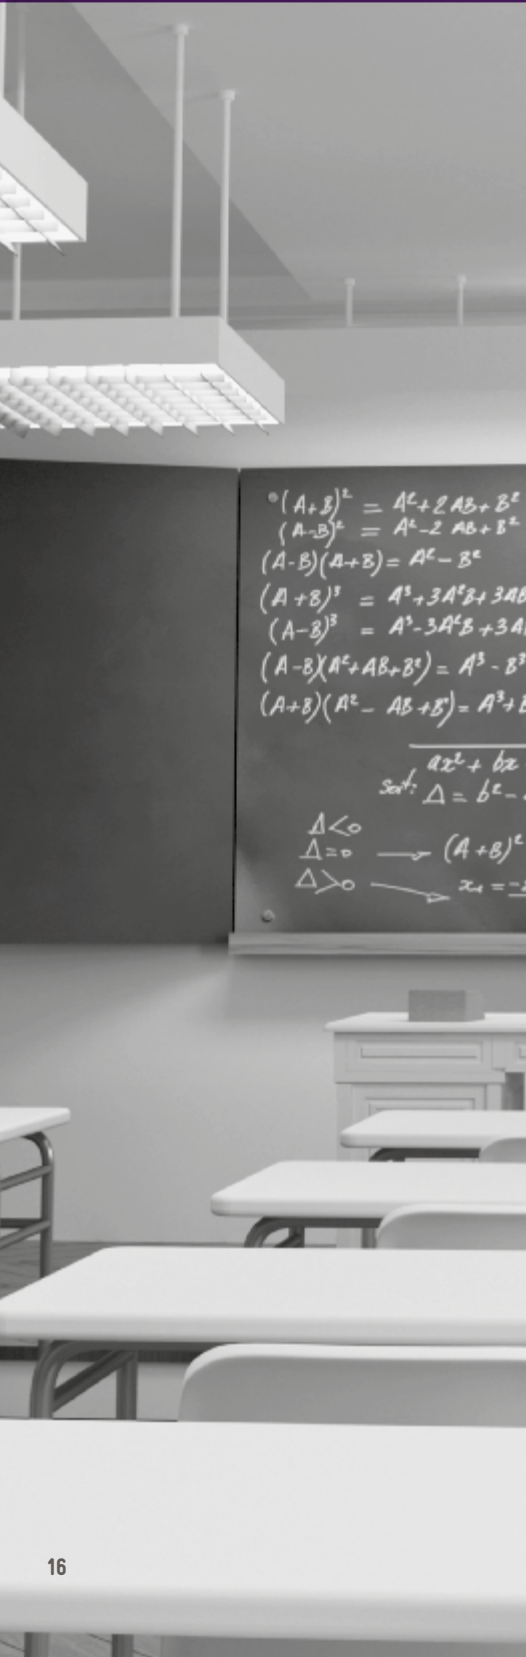 (A+B)² = A²+2AB+B²
(A-B)² = A²-2AB+B²
(A-B)(A+B)= A²-B²
(A+B)³ = A³+3A²B+3AB
(A-B)³ = A³-3A²B+3A
(A-B)(A²+AB+B²)= A³-B³
(A+B)(A²-AB+B²)= A³+
ax²+bx
Δ= b²-
Δ<0
Δ=0 → (A+B)²
Δ>0 → x₁=
16